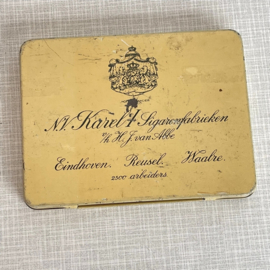 N.V. Karel I Sigarenfabrieken
v/h H.J. van Abbe
Eindhoven. Reusel. Waalre.
2500 arbeiders.